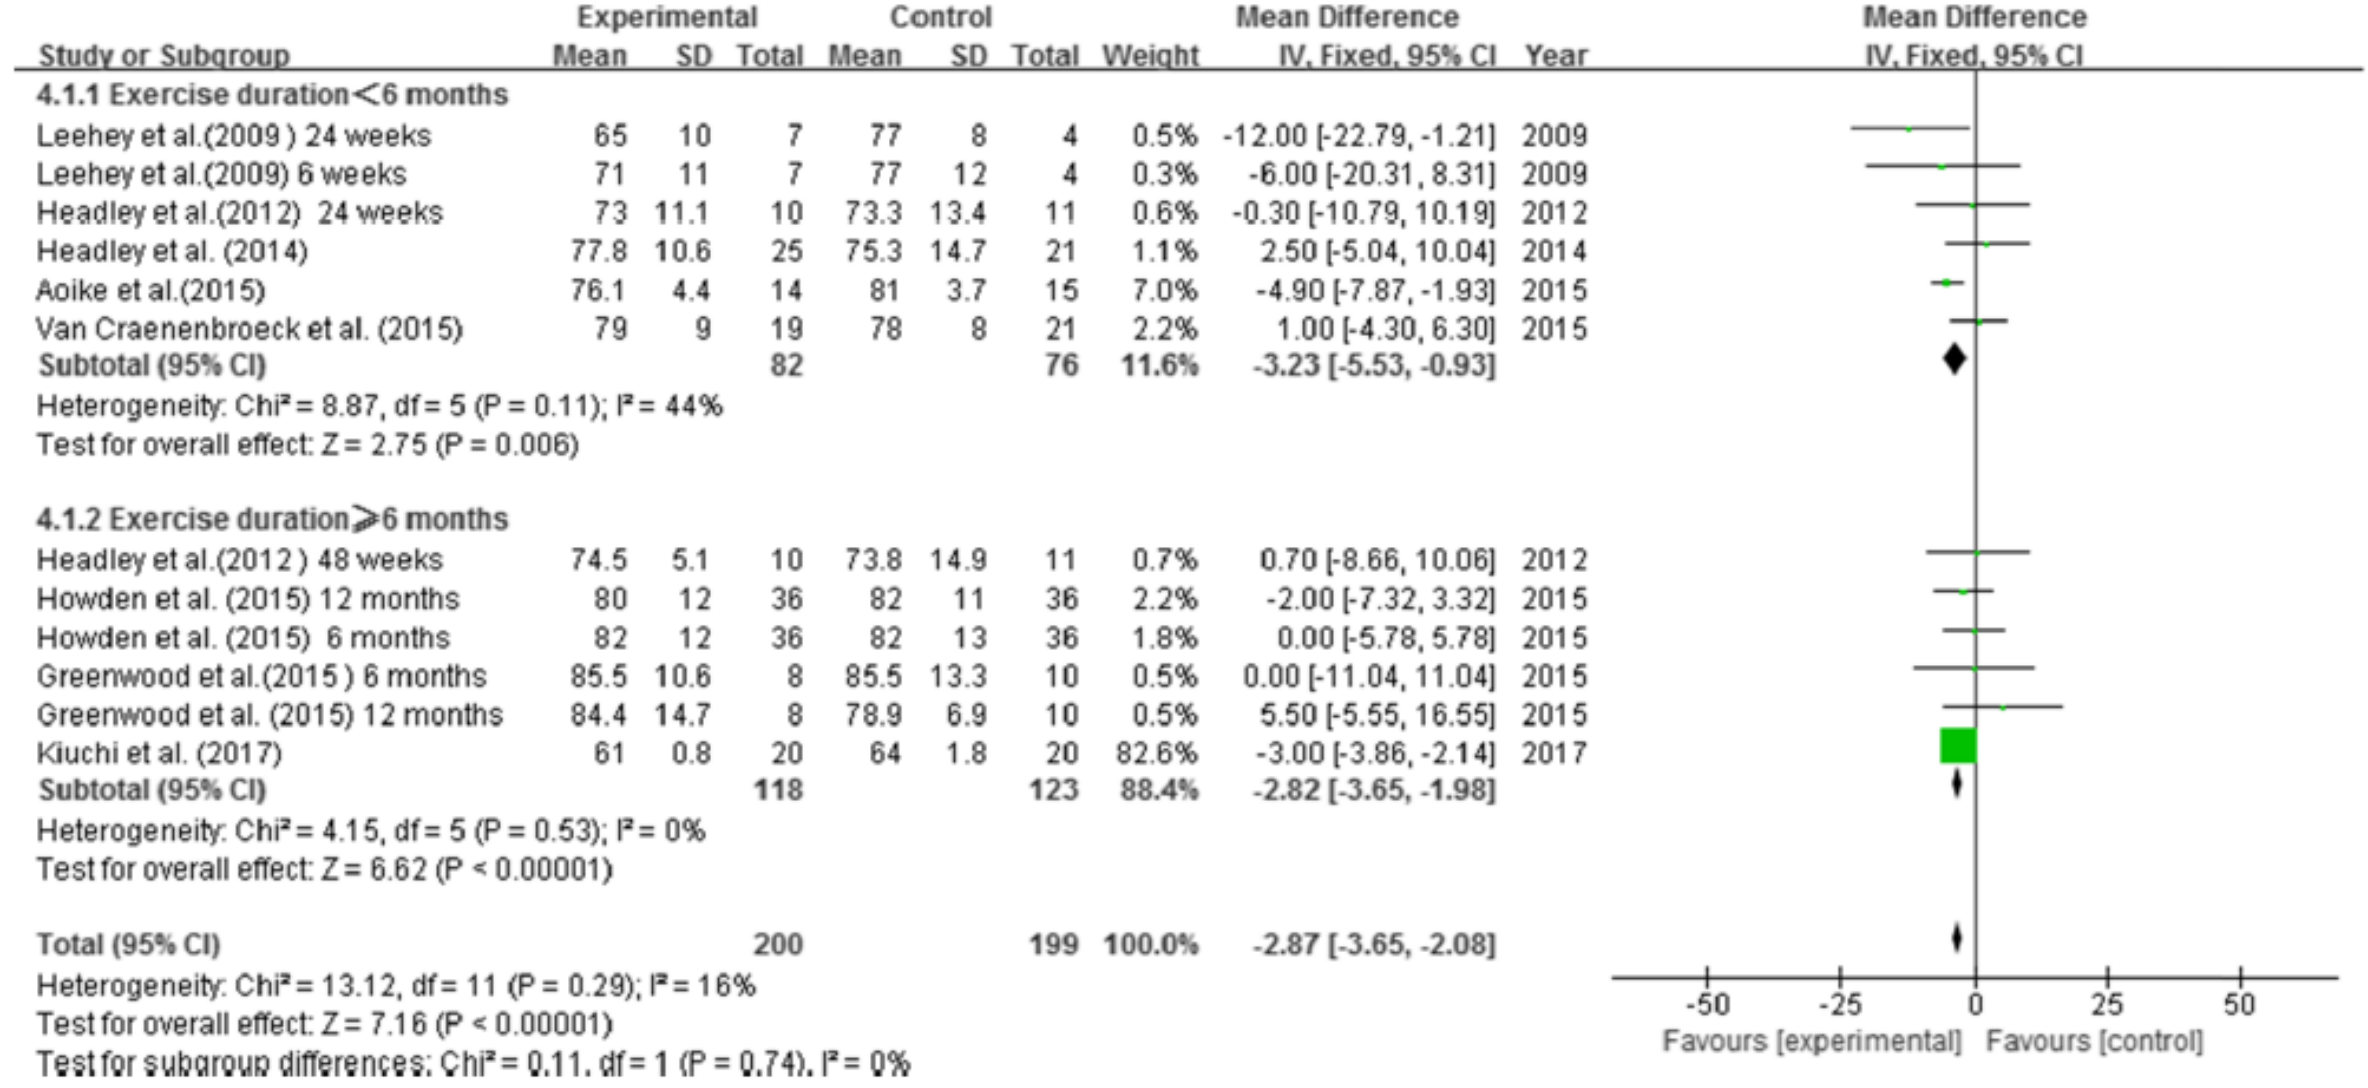 Experimental Control Mean Difference Mean Difference
Study or Subgroup Mean SD Total Mean SD Total Weight IV, Fixed, 95% CI Year IV, Fixed, 95% CI
4.1.1 Exercise duration<6 months
Leehey et al.(2009 ) 24 weeks 65 10 7 77 8 4 0.5% -12.00 [-22.79, -1.21] 2009
Leehey et al.(2009) 6 weeks 71 11 7 77 12 4 0.3% -6.00 [-20.31, 8.31] 2009
Headley et al.(2012) 24 weeks 73 11.1 10 73.3 13.4 11 0.6% -0.30 [-10.79, 10.19] 2012
Headley et al. (2014) 77.8 10.6 25 75.3 14.7 21 1.1% 2.50 [-5.04, 10.04] 2014
Aoike et al.(2015) 76.1 4.4 14 81 3.7 15 7.0% -4.90 [-7.87, -1.93] 2015
Van Craenenbroeck et al. (2015) 79 9 19 78 8 21 2.2% 1.00 [-4.30, 6.30] 2015
Subtotal (95% CI) 82 76 11.6% -3.23 [-5.53, -0.93]
Heterogeneity: Chi² = 8.87, df = 5 (P = 0.11); I² = 44%
Test for overall effect: Z = 2.75 (P = 0.006)
4.1.2 Exercise duration⩾6 months
Headley et al.(2012 ) 48 weeks 74.5 5.1 10 73.8 14.9 11 0.7% 0.70 [-8.66, 10.06] 2012
Howden et al. (2015) 12 months 80 12 36 82 11 36 2.2% -2.00 [-7.32, 3.32] 2015
Howden et al. (2015) 6 months 82 12 36 82 13 36 1.8% 0.00 [-5.78, 5.78] 2015
Greenwood et al.(2015 ) 6 months 85.5 10.6 8 85.5 13.3 10 0.5% 0.00 [-11.04, 11.04] 2015
Greenwood et al. (2015) 12 months 84.4 14.7 8 78.9 6.9 10 0.5% 5.50 [-5.55, 16.55] 2015
Kiuchi et al. (2017) 61 0.8 20 64 1.8 20 82.6% -3.00 [-3.86, -2.14] 2017
Subtotal (95% CI) 118 123 88.4% -2.82 [-3.65, -1.98]
Heterogeneity: Chi² = 4.15, df = 5 (P = 0.53); I² = 0%
Test for overall effect: Z = 6.62 (P < 0.00001)
Total (95% CI) 200 199 100.0% -2.87 [-3.65, -2.08]
Heterogeneity: Chi² = 13.12, df = 11 (P = 0.29); I² = 16%
Test for overall effect: Z = 7.16 (P < 0.00001)
Test for subgroup differences: Chi² = 0.11, df = 1 (P = 0.74), I² = 0%
-50 -25 0 25 50
Favours [experimental] Favours [control]